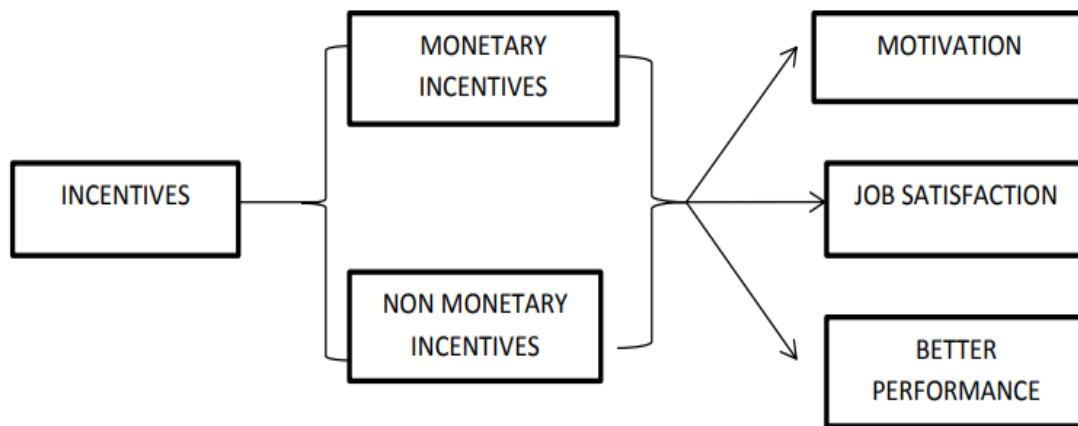 INCENTIVES
MONETARY
INCENTIVES
NON MONETARY
INCENTIVES
MOTIVATION
JOB SATISFACTION
BETTER
PERFORMANCE